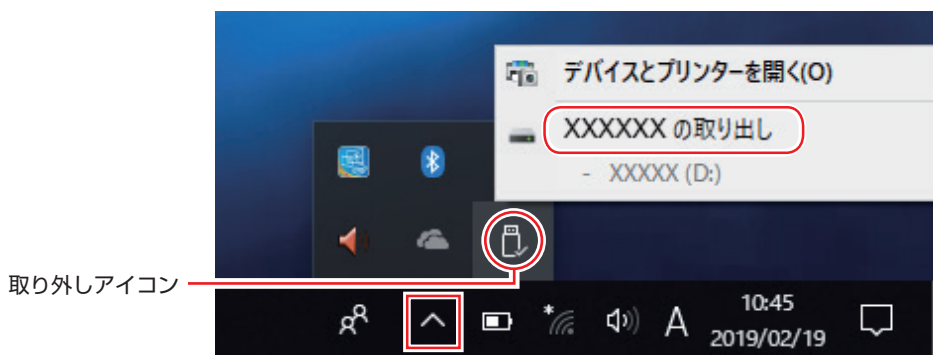 デバイスとプリンターを開く(O)
XXXXXX の取り出し
- XXXXX (D:)
取り外しアイコン
A
10:45
2019/02/19